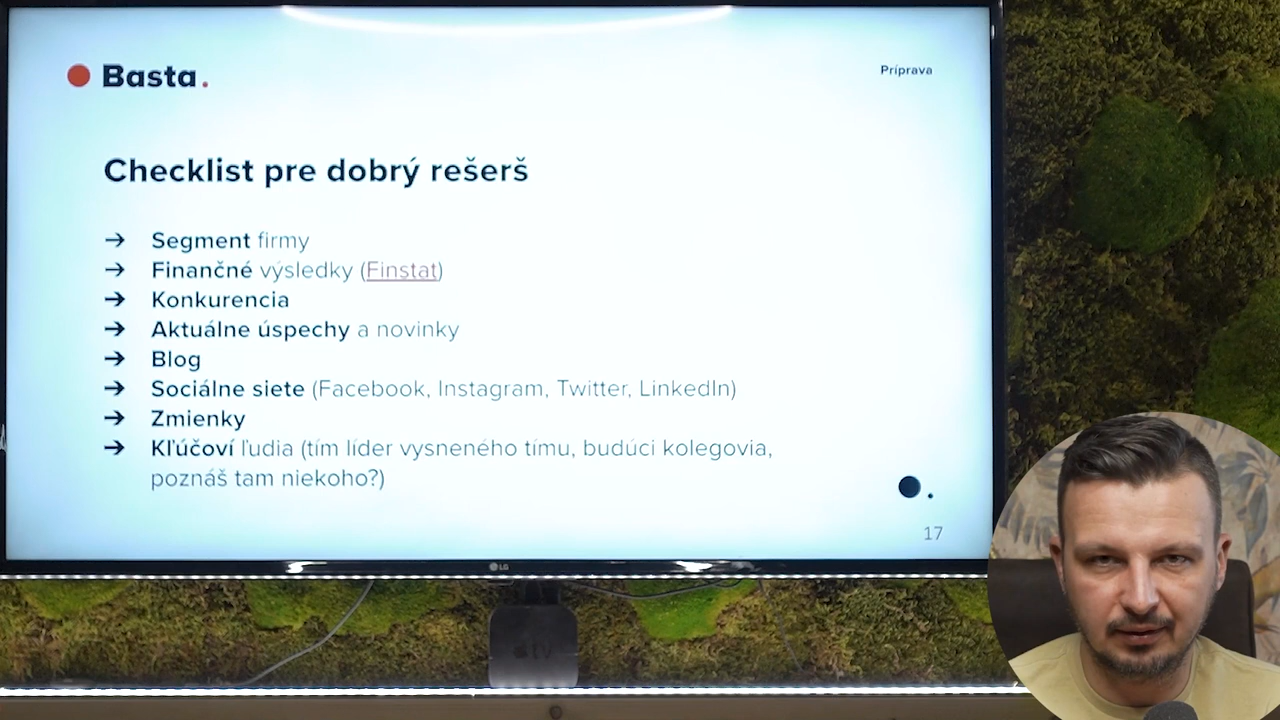 Basta.
Príprava
Checklist pre dobrý rešerš
→ Segment firmy
→ Finančné výsledky (Finstat)
→ Konkurencia
→ Aktuálne úspechy a novinky
→ Blog
→ Sociálne siete (Facebook, Instagram, Twitter, LinkedIn)
→ Zmienky
→ Kľúčoví ľudia (tím líder vysneného tímu, budúci kolegovia,
poznáš tam niekoho?)
17
LG
tv